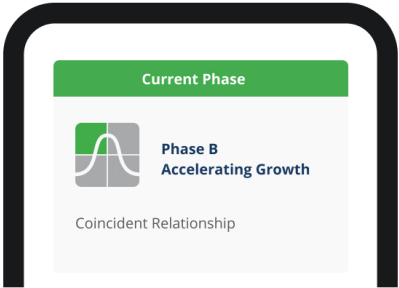 Current Phase
Phase B
Accelerating Growth
Coincident Relationship